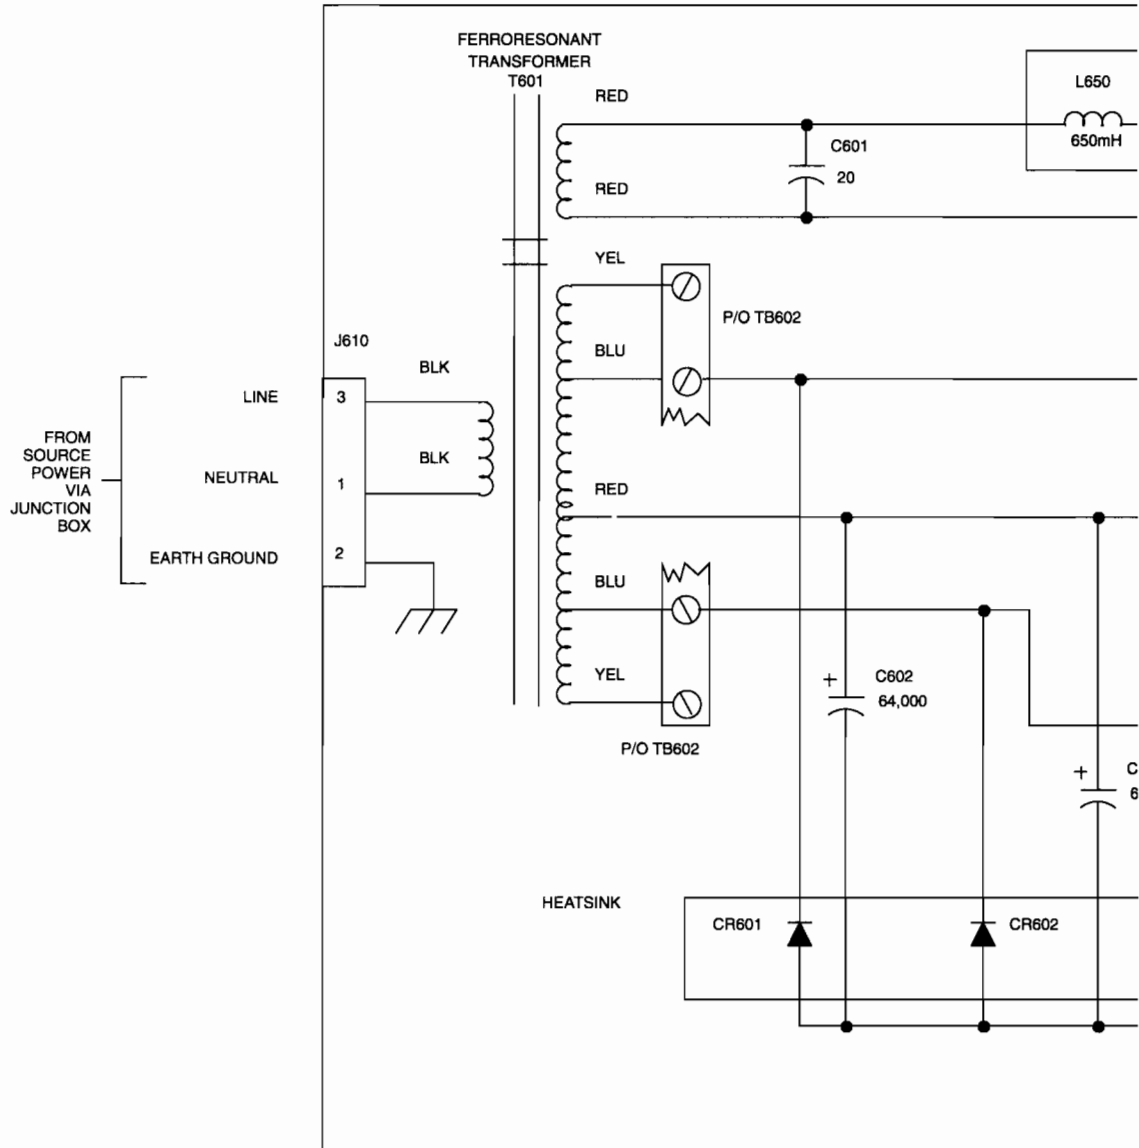 FERRORESONANT
TRANSFORMER
T601
RED
L650
650mH
C601
20
RED
YEL
P/O TB602
J610
BLU
BLK
LINE
3
FROM
SOURCE
POWER
VIA
JUNCTION
BOX
BLK
NEUTRAL
1
RED
EARTH GROUND
2
BLU
C602
+
64,000
YEL
P/O TB602
+
C
6
HEATSINK
CR601
CR602